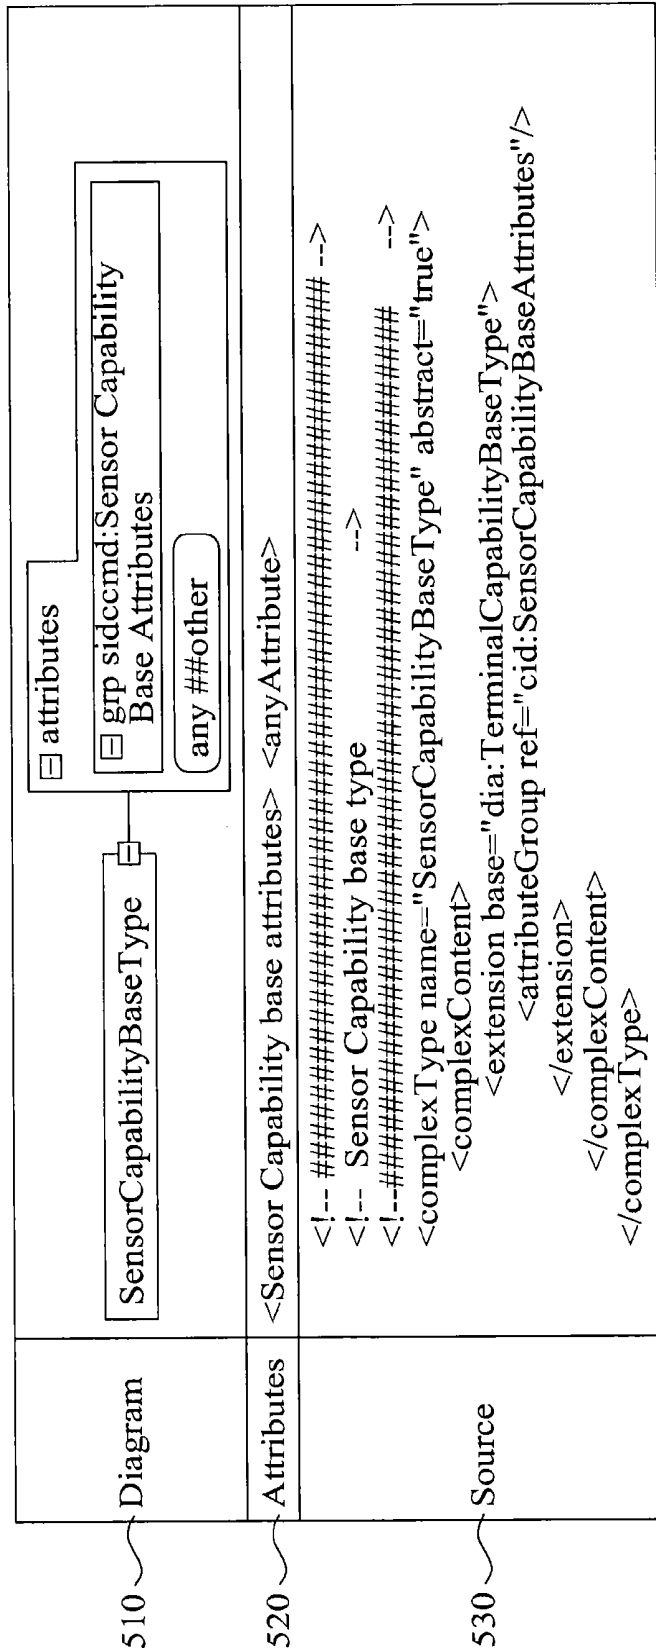 510 Diagram
SensorCapabilityBaseType
attributes
grp sidccmd:Sensor Capability
Base Attributes
any ##other
520 Attributes
<Sensor Capability base attributes> <anyAttribute>
530 Source
<!-- ################################################ -->
<!-- Sensor Capability base type -->
<!--################################################ -->
<complexType name="SensorCapabilityBaseType" abstract="true">
<complexContent>
<extension base="dia:TerminalCapabilityBaseType">
<attributeGroup ref="cid:SensorCapabilityBaseAttributes"/>
</extension>
</complexContent>
</complexType>